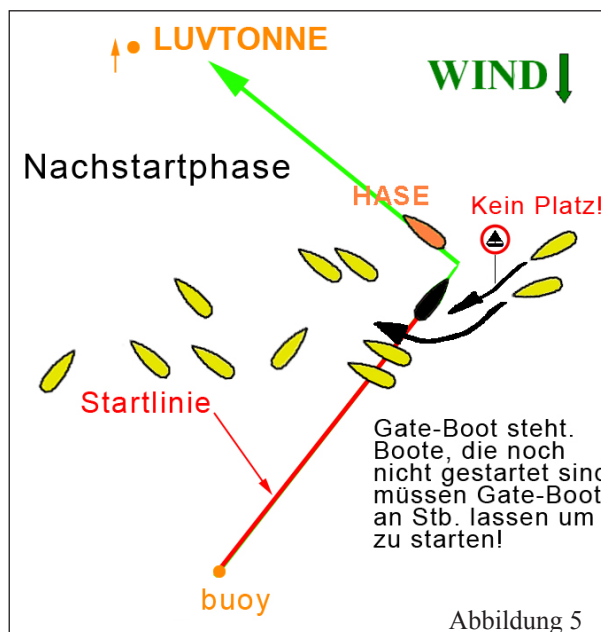 LUVTONNE
WIND
Nachstartphase
HASE
Kein Platz!
Startlinie
Gate-Boot steht.
Boote, die noch
nicht gestartet sind
müssen Gate-Boot
an Stb. lassen um
zu starten!
buoy
Abbildung 5